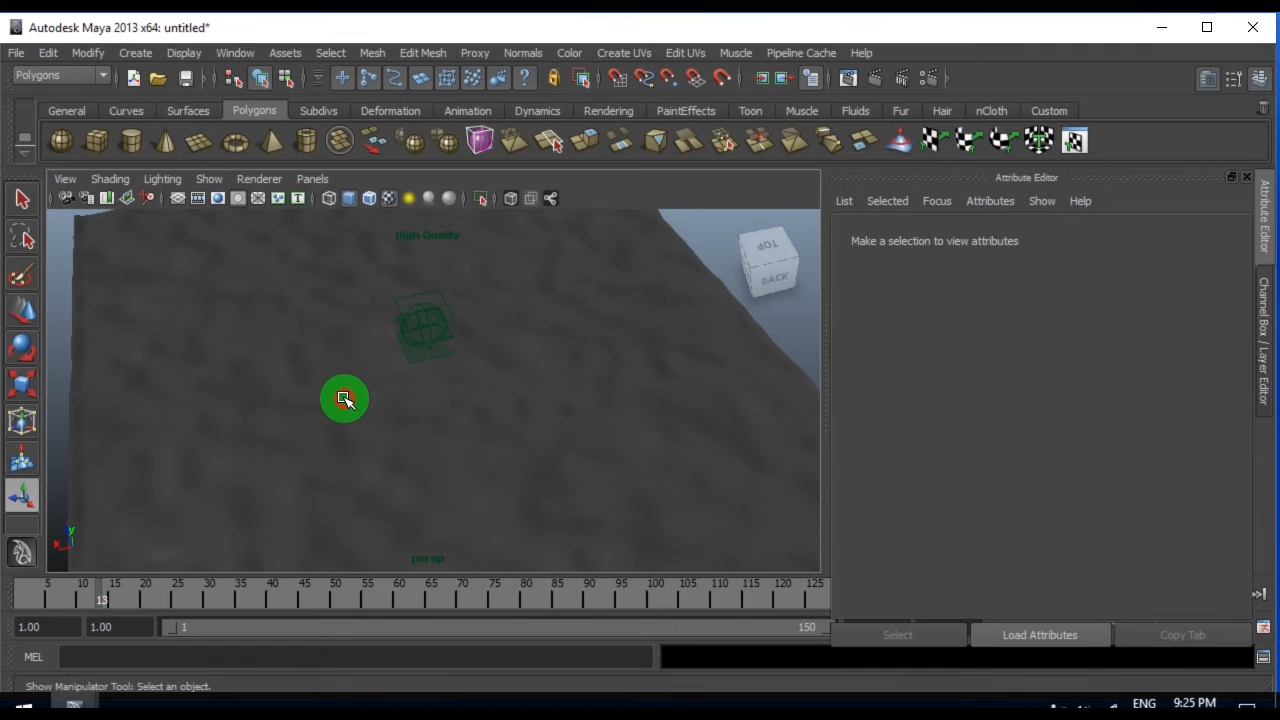 Autodesk Maya 2013 x64: untitled*
File Edit Modify Create Display Window Assets Select Mesh Edit Mesh Proxy Normals Color Create UVs Edit UVs Muscle Pipeline Cache Help
Polygons
General Curves Surfaces Polygons Subdivs Deformation Animation Dynamics Rendering PaintEffects Toon Muscle Fluids Fur Hair nCloth Custom
View Shading Lighting Show Renderer Panels
Attribute Editor
List Selected Focus Attributes Show Help
Make a selection to view attributes
High Quality
TOP
BACK
Attribute Editor
Channel Box / Layer Editor
y
x
persp
5 10 15 20 25 30 35 40 45 50 55 60 65 70 75 80 85 90 95 100 105 110 115 120 125
13
1.00 1.00 1 150
Select Load Attributes Copy Tab
MEL
Show Manipulator Tool: Select an object.
ENG 9:25 PM